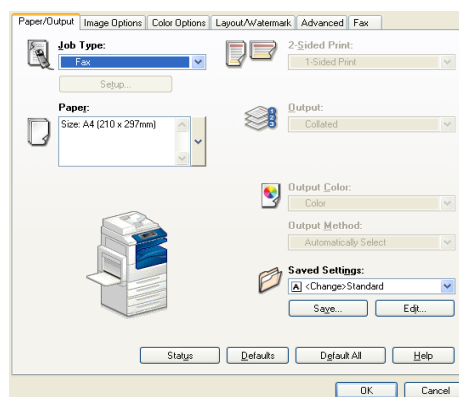 Paper/Output Image Options Color Options Layout/Watermark Advanced Fax
Job Type:
Fax
Setup...
Paper:
Size: A4 (210 x 297mm)
2-Sided Print:
1-Sided Print
Output:
Collated
Output Color:
Color
Output Method:
Automatically Select
Saved Settings:
<Change>Standard
Save... Edit...
Status Defaults Default All Help
OK Cancel